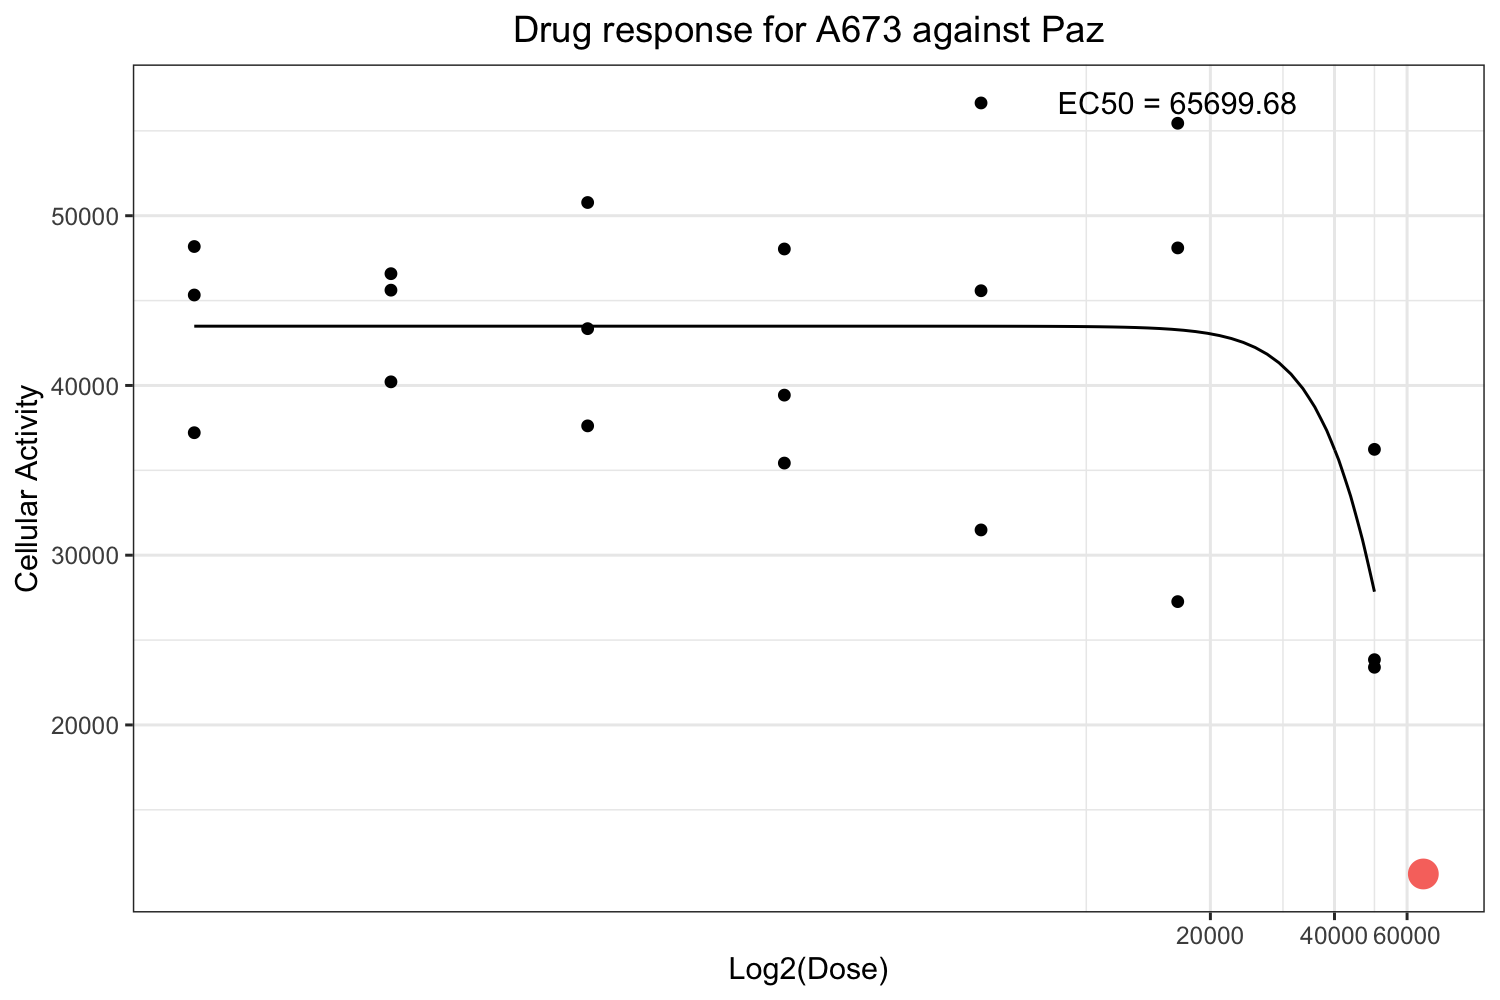 Drug response for A673 against Paz
EC50 = 65699.68
50000
40000
30000
20000
Cellular Activity
20000
40000
60000
Log2(Dose)